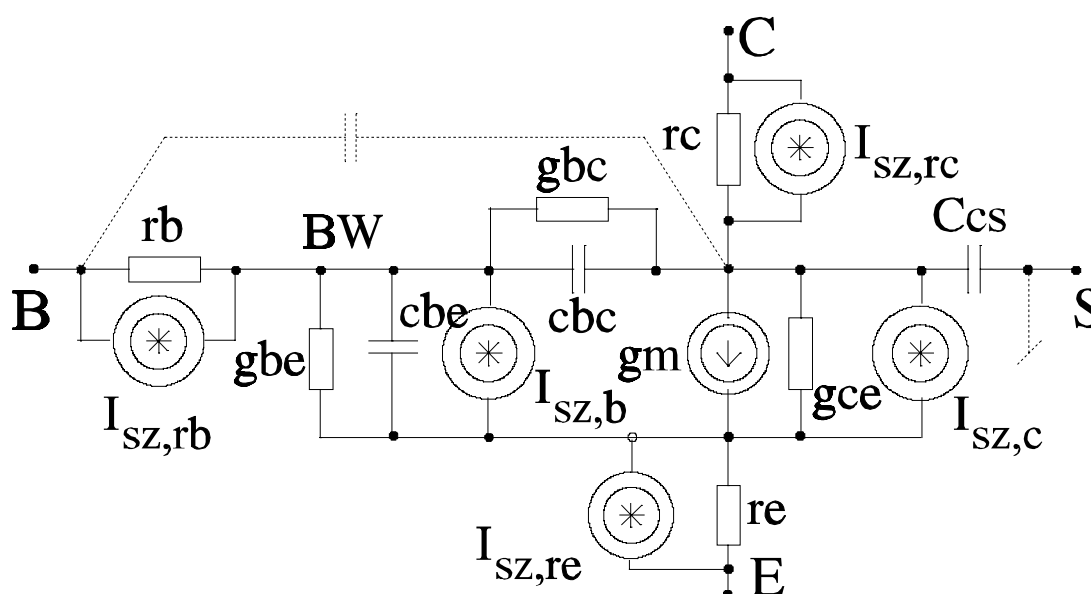 C
rc
I sz,rc
gbc
Ccs
rb
BW
B
S
cbe
cbc
gbe
gm
gce
I sz,rb
I sz,b
I sz,c
re
I sz,re
E